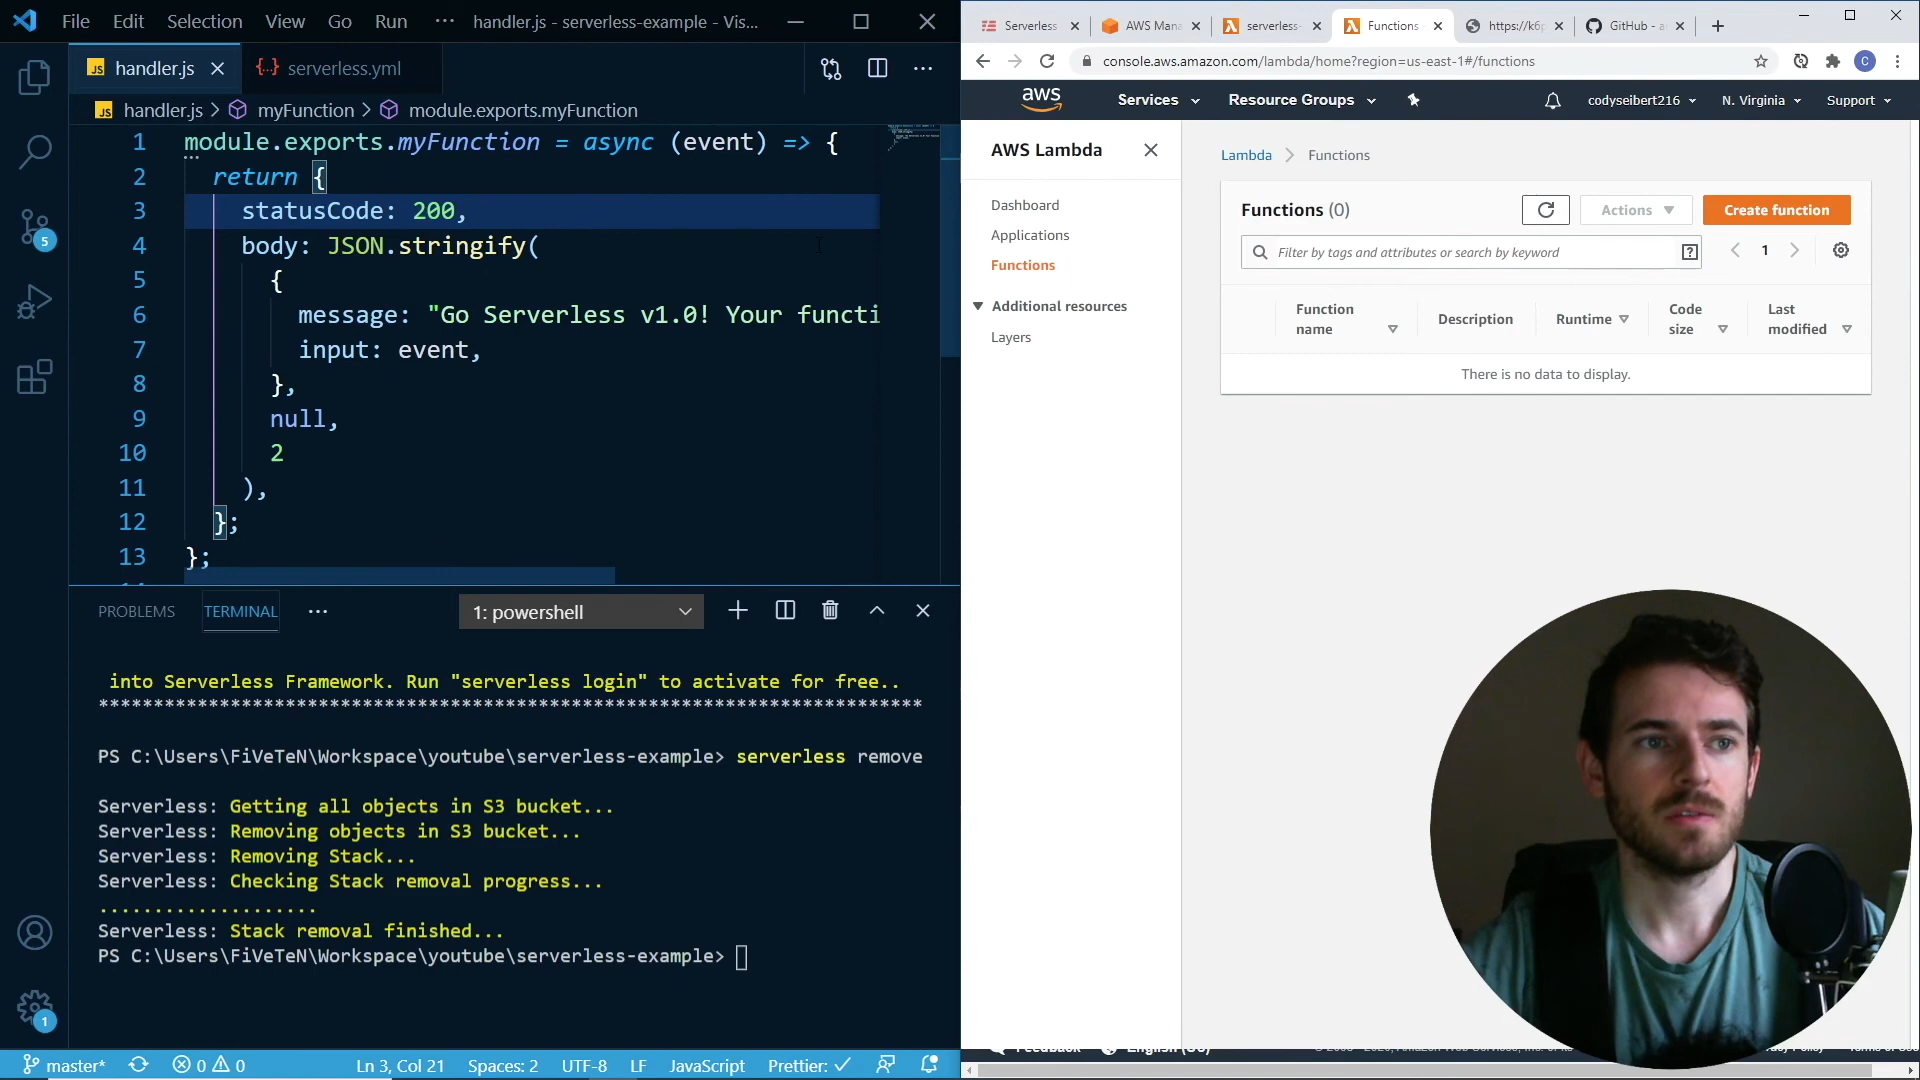 File Edit Selection View Go Run ··· handler.js - serverless-example - Vis...
handler.js serverless.yml
handler.js > myFunction > module.exports.myFunction
1 module.exports.myFunction = async (event) => {
2 return {
3 statusCode: 200,
4 body: JSON.stringify(
5 {
6 message: "Go Serverless v1.0! Your functi
7 input: event,
8 },
9 null,
10 2
11 ),
12 };
13 };
5
PROBLEMS TERMINAL ··· 1: powershell
into Serverless Framework. Run "serverless login" to activate for free..
***************************************************************************
PS C:\Users\FiVeTeN\Workspace\youtube\serverless-example> serverless remove
Serverless: Getting all objects in S3 bucket...
Serverless: Removing objects in S3 bucket...
Serverless: Removing Stack...
Serverless: Checking Stack removal progress...
....................
Serverless: Stack removal finished...
PS C:\Users\FiVeTeN\Workspace\youtube\serverless-example>
1
master* 0 0 Ln 3, Col 21 Spaces: 2 UTF-8 LF JavaScript Prettier: ✓
Serverless AWS Mana serverless- Functions https://k6p GitHub - a
console.aws.amazon.com/lambda/home?region=us-east-1#/functions
aws Services Resource Groups codyseibert216 N. Virginia Support
C
AWS Lambda
Dashboard
Applications
Functions
Additional resources
Layers
Lambda > Functions
Functions (0) Actions Create function
Filter by tags and attributes or search by keyword ? 1
Function name Description Runtime Code size Last modified
There is no data to display.